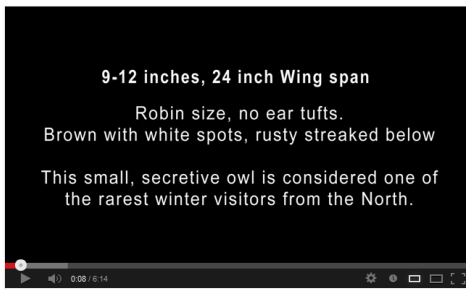 9-12 inches, 24 inch Wing span
Robin size, no ear tufts.
Brown with white spots, rusty streaked below
This small, secretive owl is considered one of
the rarest winter visitors from the North.
0:08 / 6:14